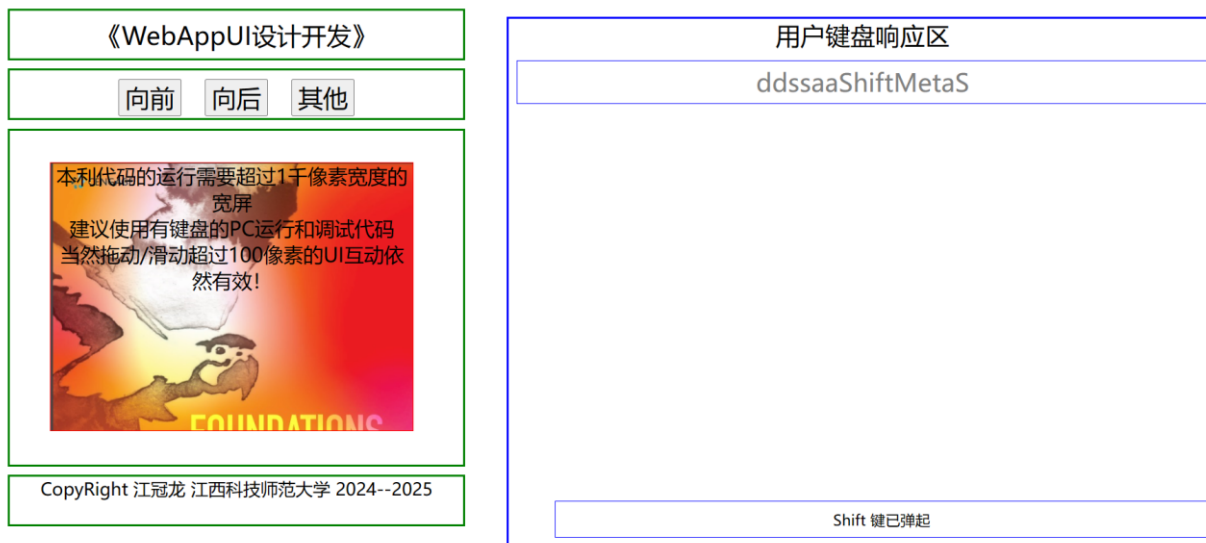 《WebAppUI设计开发》
向前 向后 其他
本利代码的运行需要超过1千像素宽度的
宽屏
建议使用有键盘的PC运行和调试代码
当然拖动/滑动超过100像素的UI互动依
然有效！
FOUNDATIONS
CopyRight 江冠龙 江西科技师范大学 2024--2025
用户键盘响应区
ddssaaShiftMetaS
Shift 键已弹起